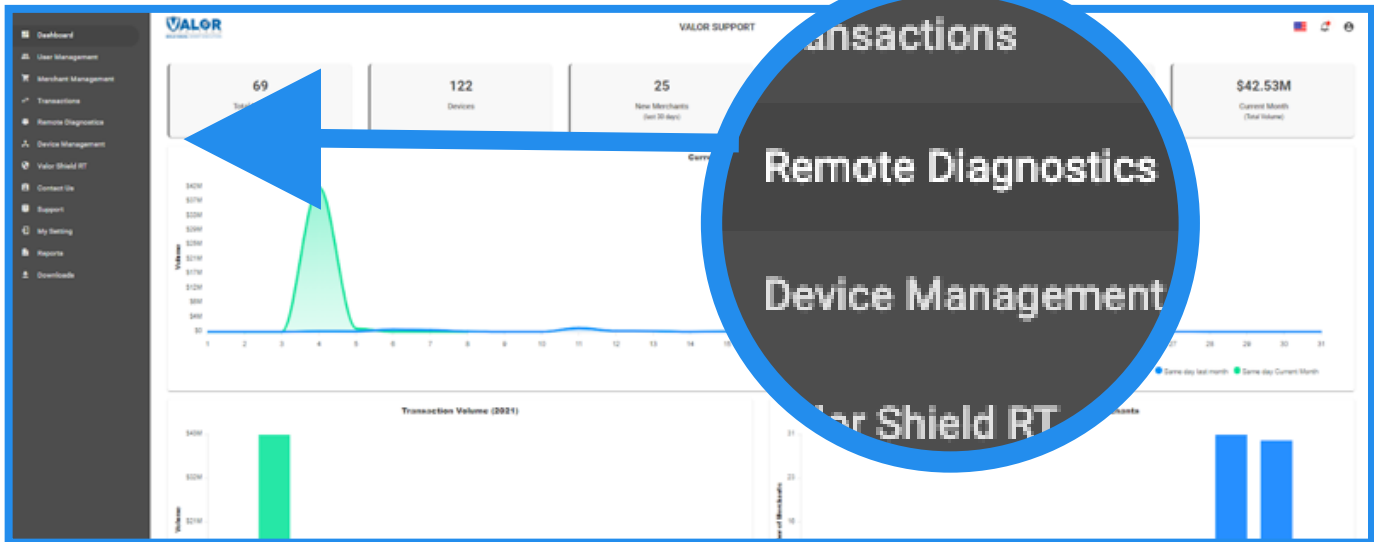 VALOR
VALOR SUPPORT
Dashboard
User Management
Merchant Management
Transactions
Remote Diagnostics
Device Management
Valor Shield RT
Contact Us
Support
My Setting
Reports
Downloads
69
122
Devices
25
New Merchants
(last 30 days)
$42.53M
Current Month
(Total Volume)
ansactions
Remote Diagnostics
Device Management
lor Shield RT
Curre
Volume
$42M
$37M
$33M
$29M
$25M
$21M
$17M
$12M
$8M
$4M
$0
1 2 3 4 5 6 7 8 9 10 11 12 13 14 15 27 28 29 30 31
Same day last month Same day Current Month
Transaction Volume (2021)
Volume
$40M
$32M
$21M
31
23
16